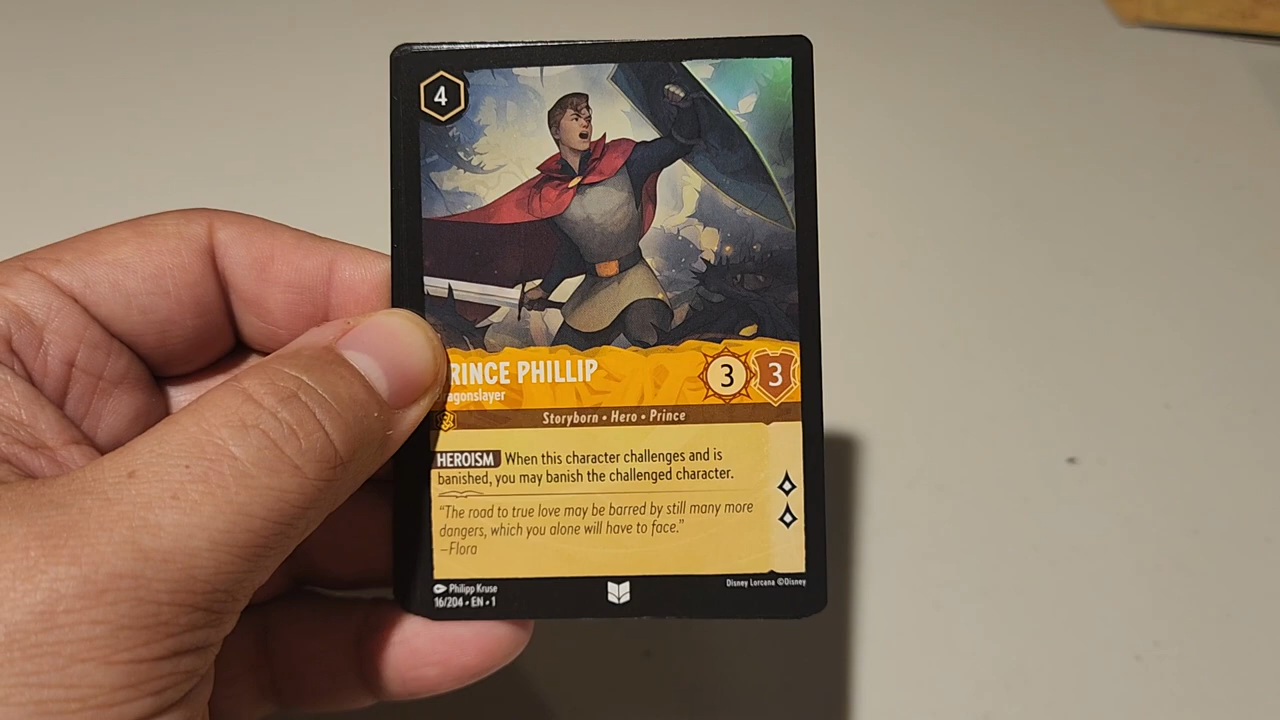 4
RINCE PHILLIP
ragonslayer
3
3
Storyborn • Hero • Prince
HEROISM When this character challenges and is
banished, you may banish the challenged character.
“The road to true love may be barred by still many more
dangers, which you alone will have to face.”
–Flora
Philipp Kruse
Disney Lorcana ©Disney
16/204 • EN • 1